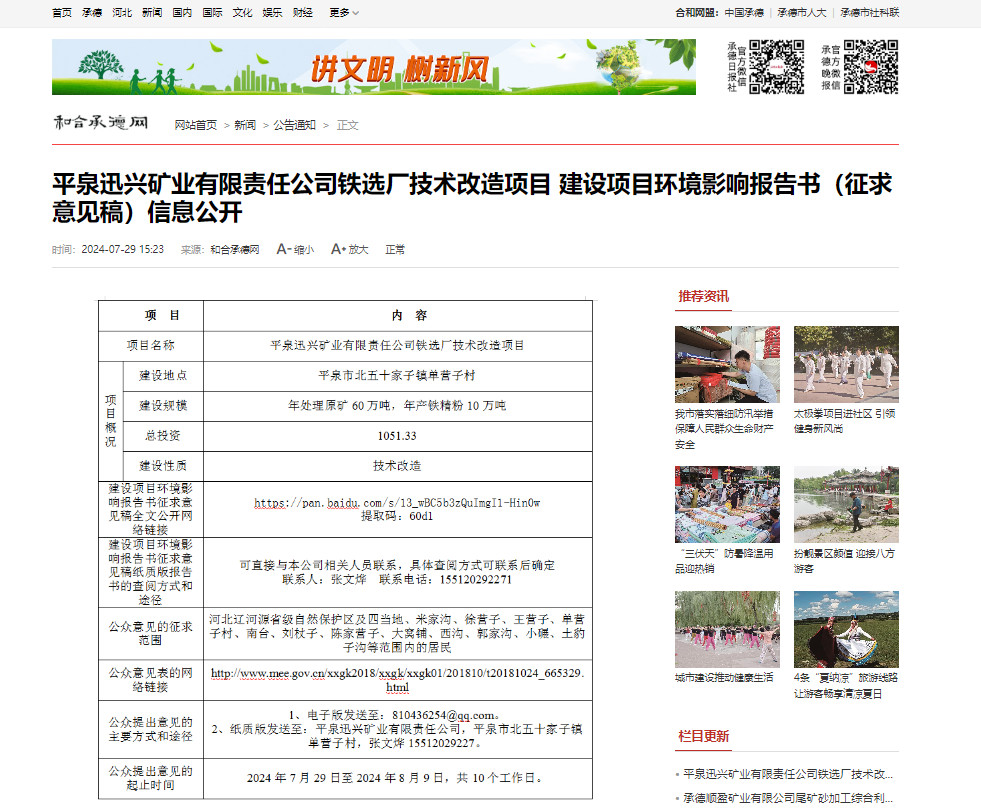 首页 承德 河北 新闻 国内 国际 文化 娱乐 财经 更多
合和网盟：中国承德 | 承德市人大 | 承德市社科联
讲文明 树新风
承德日报社 官方微信
承德晚报 官方微信
和合承德网
网站首页 > 新闻 > 公告通知 > 正文
平泉迅兴矿业有限责任公司铁选厂技术改造项目 建设项目环境影响报告书（征求
意见稿）信息公开
时间：2024-07-29 15:23 来源：和合承德网 A-缩小 A+放大 正常
项 目 内 容
项目名称 平泉迅兴矿业有限责任公司铁选厂技术改造项目
项目概况
建设地点 平泉市北五十家子镇单营子村
建设规模 年处理原矿 60 万吨，年产铁精粉 10 万吨
总投资 1051.33
建设性质 技术改造
建设项目环境影
响报告书征求意
见稿全文公开网
络链接
https://pan.baidu.com/s/13_wBC5b3zQuImgI1-Hin0w
提取码：60d1
建设项目环境影
响报告书征求意
见稿纸质版报告
书的查阅方式和
途径
可直接与本公司相关人员联系，具体查阅方式可联系后确定
联系人：张文烨 联系电话：155120292271
公众意见的征求
范围
河北辽河源省级自然保护区及四当地、米家沟、徐营子、王营子、单营
子村、南台、刘杖子、陈家营子、大窝铺、西沟、郭家沟、小碾、土豹
子沟等范围内的居民
公众意见表的网
络链接
http://www.mee.gov.cn/xxgk2018/xxgk/xxgk01/201810/t20181024_665329.
html
公众提出意见的
主要方式和途径
1、电子版发送至：810436254@qq.com。
2、纸质版发送至：平泉迅兴矿业有限责任公司，平泉市北五十家子镇
单营子村，张文烨 15512029227。
公众提出意见的
起止时间
2024 年 7 月 29 日至 2024 年 8 月 9 日，共 10 个工作日。
推荐资讯
我市落实落细防汛举措
保障人民群众生命财产
安全
太极拳项目进社区 引领
健身新风尚
“三伏天”防暑降温用
品迎热销
扮靓景区颜值 迎接八方
游客
城市建设推动健康生活
4条“夏纳凉”旅游线路
让游客畅享清凉夏日
栏目更新
平泉迅兴矿业有限责任公司铁选厂技术改...
承德顺盈矿业有限公司尾矿砂加工综合利...